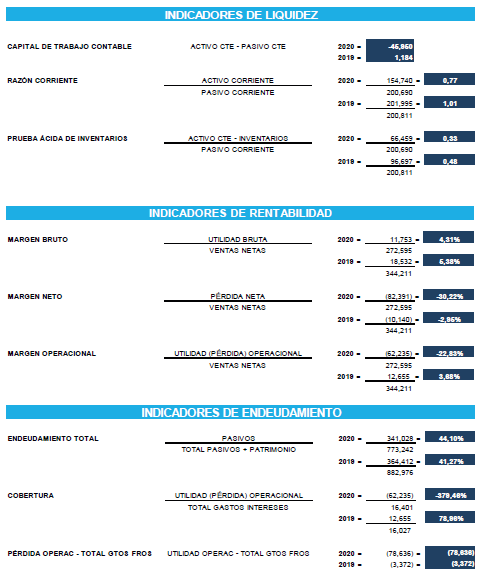 INDICADORES DE LIQUIDEZ
CAPITAL DE TRABAJO CONTABLE ACTIVO CTE - PASIVO CTE 2020 = -45,950
2019 = 1,184
RAZÓN CORRIENTE ACTIVO CORRIENTE 2020 = 154,740 = 0,77
PASIVO CORRIENTE 200,690
2019 = 201,995 = 1,01
200,811
PRUEBA ÁCIDA DE INVENTARIOS ACTIVO CTE - INVENTARIOS 2020 = 66,459 = 0,33
PASIVO CORRIENTE 200,690
2019 = 96,697 = 0,48
200,811
INDICADORES DE RENTABILIDAD
MARGEN BRUTO UTILIDAD BRUTA 2020 = 11,753 = 4,31%
VENTAS NETAS 272,595
2019 = 18,532 = 5,38%
344,211
MARGEN NETO PÉRDIDA NETA 2020 = (82,391) = -30,22%
VENTAS NETAS 272,595
2019 = (10,140) = -2,95%
344,211
MARGEN OPERACIONAL UTILIDAD (PÉRDIDA) OPERACIONAL 2020 = (62,235) = -22,83%
VENTAS NETAS 272,595
2019 = 12,655 = 3,68%
344,211
INDICADORES DE ENDEUDAMIENTO
ENDEUDAMIENTO TOTAL PASIVOS 2020 = 341,028 = 44,10%
TOTAL PASIVOS + PATRIMONIO 773,242
2019 = 364,412 = 41,27%
882,976
COBERTURA UTILIDAD (PÉRDIDA) OPERACIONAL 2020 = (62,235) = -379,46%
TOTAL GASTOS INTERESES 16,401
2019 = 12,655 = 78,96%
16,027
PÉRDIDA OPERAC - TOTAL GTOS FROS UTILIDAD OPERAC - TOTAL GTOS FROS 2020 = (78,636) = (78,636)
2019 = (3,372) = (3,372)